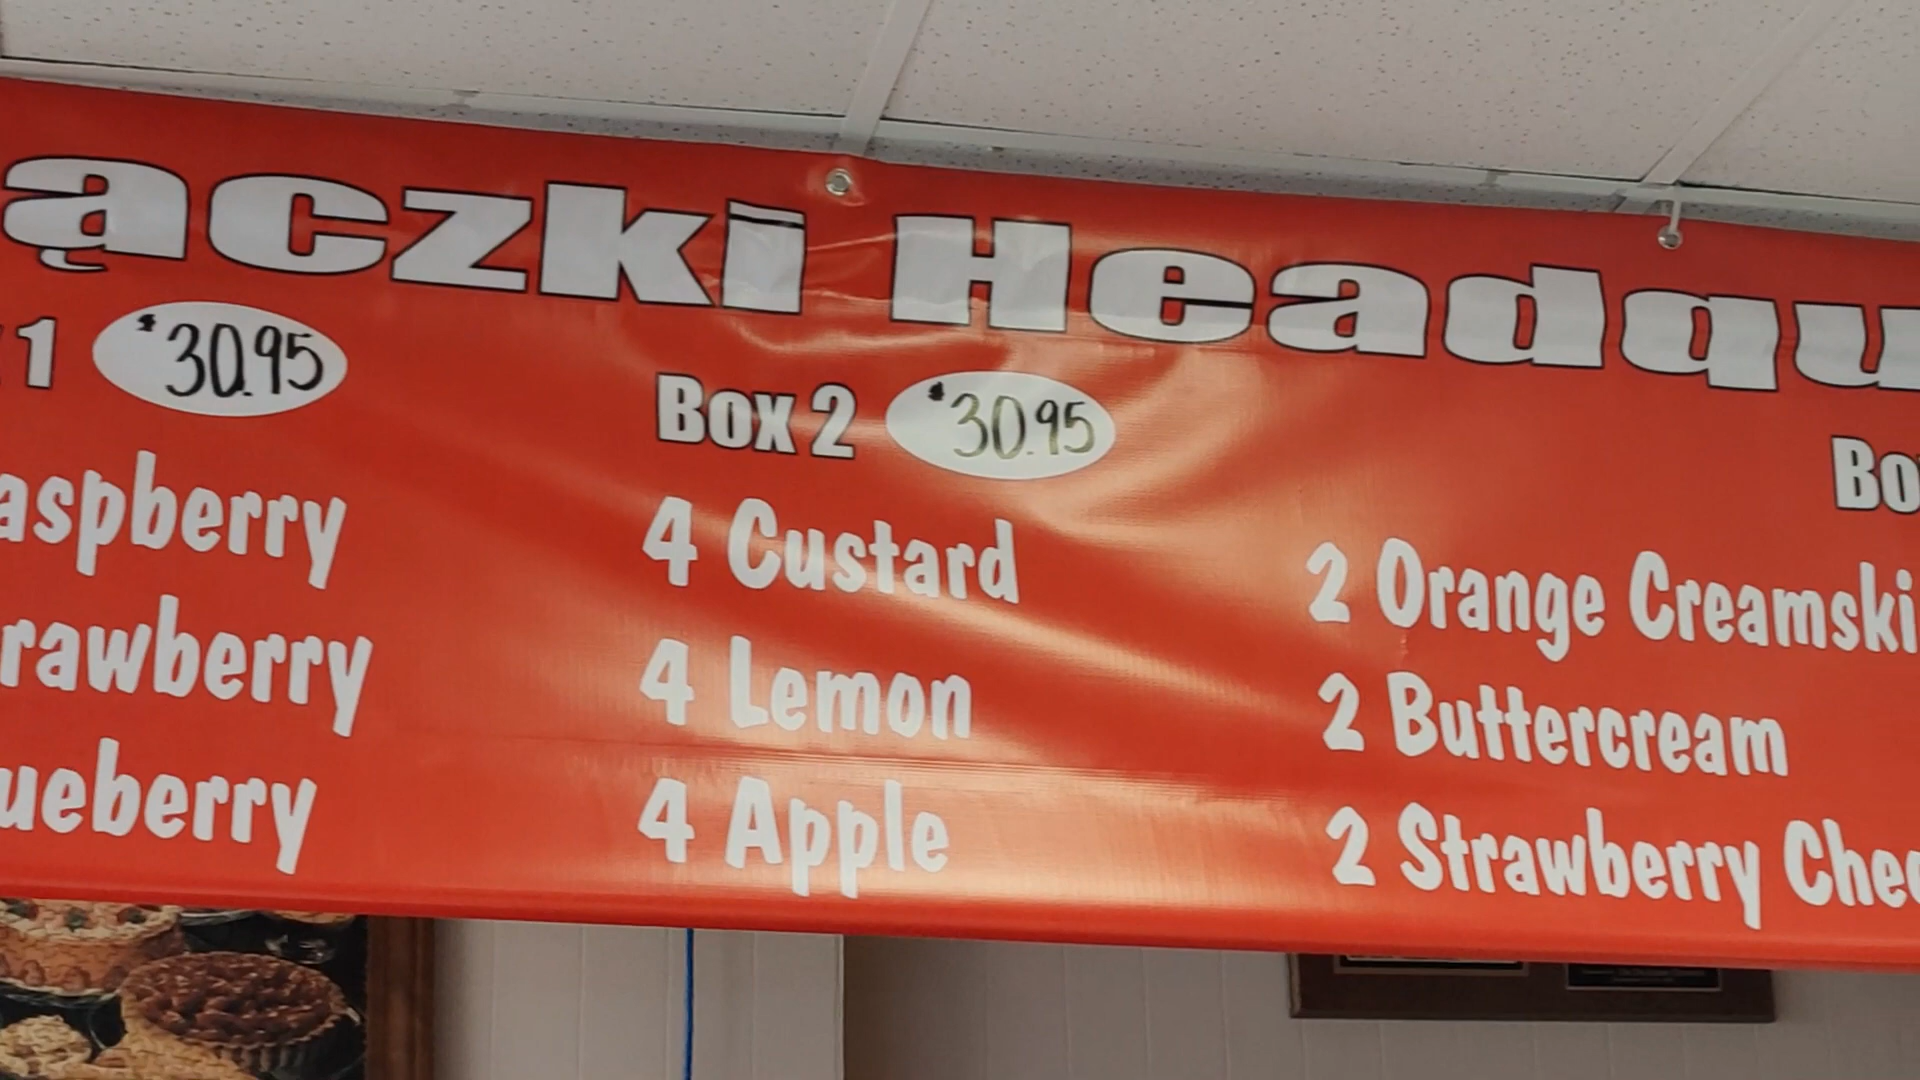 ączki Headqu
1 $30.95
Box 2 $30.95
Bo
aspberry
rawberry
ueberry
4 Custard
4 Lemon
4 Apple
2 Orange Creamski
2 Buttercream
2 Strawberry Chee